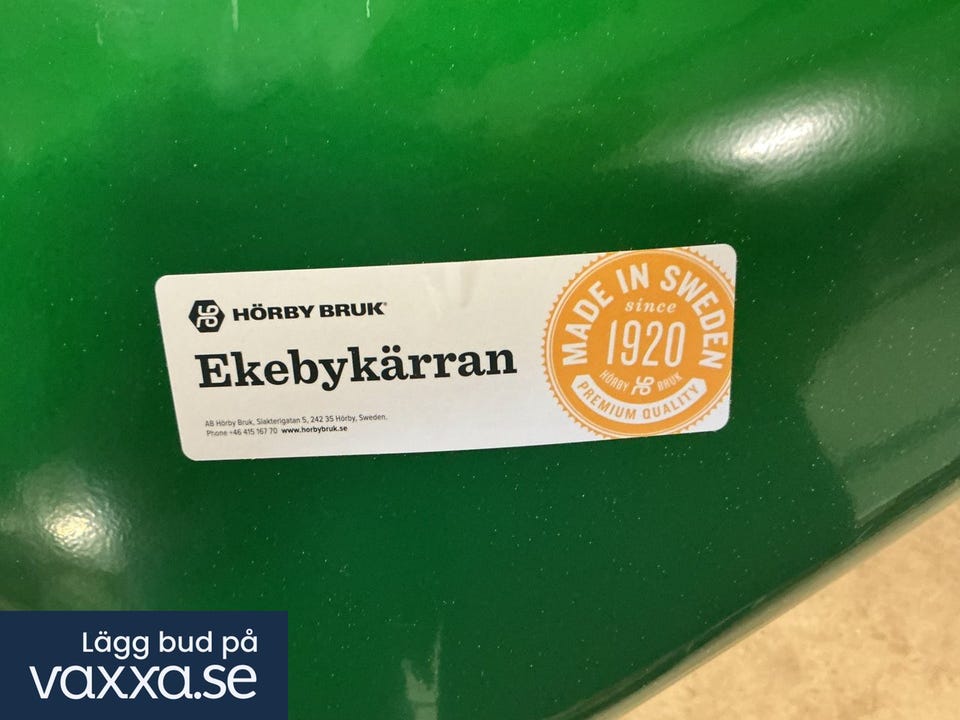 HÖRBY BRUK®
Ekebykärran
AB Hörby Bruk, Slakterigatan 5, 242 35 Hörby, Sweden.
Phone +46 415 167 70 www.horbybruk.se
MADE IN SWEDEN
since
1920
HÖRBY BRUK
PREMIUM QUALITY
Lägg bud på
vaxxa.se